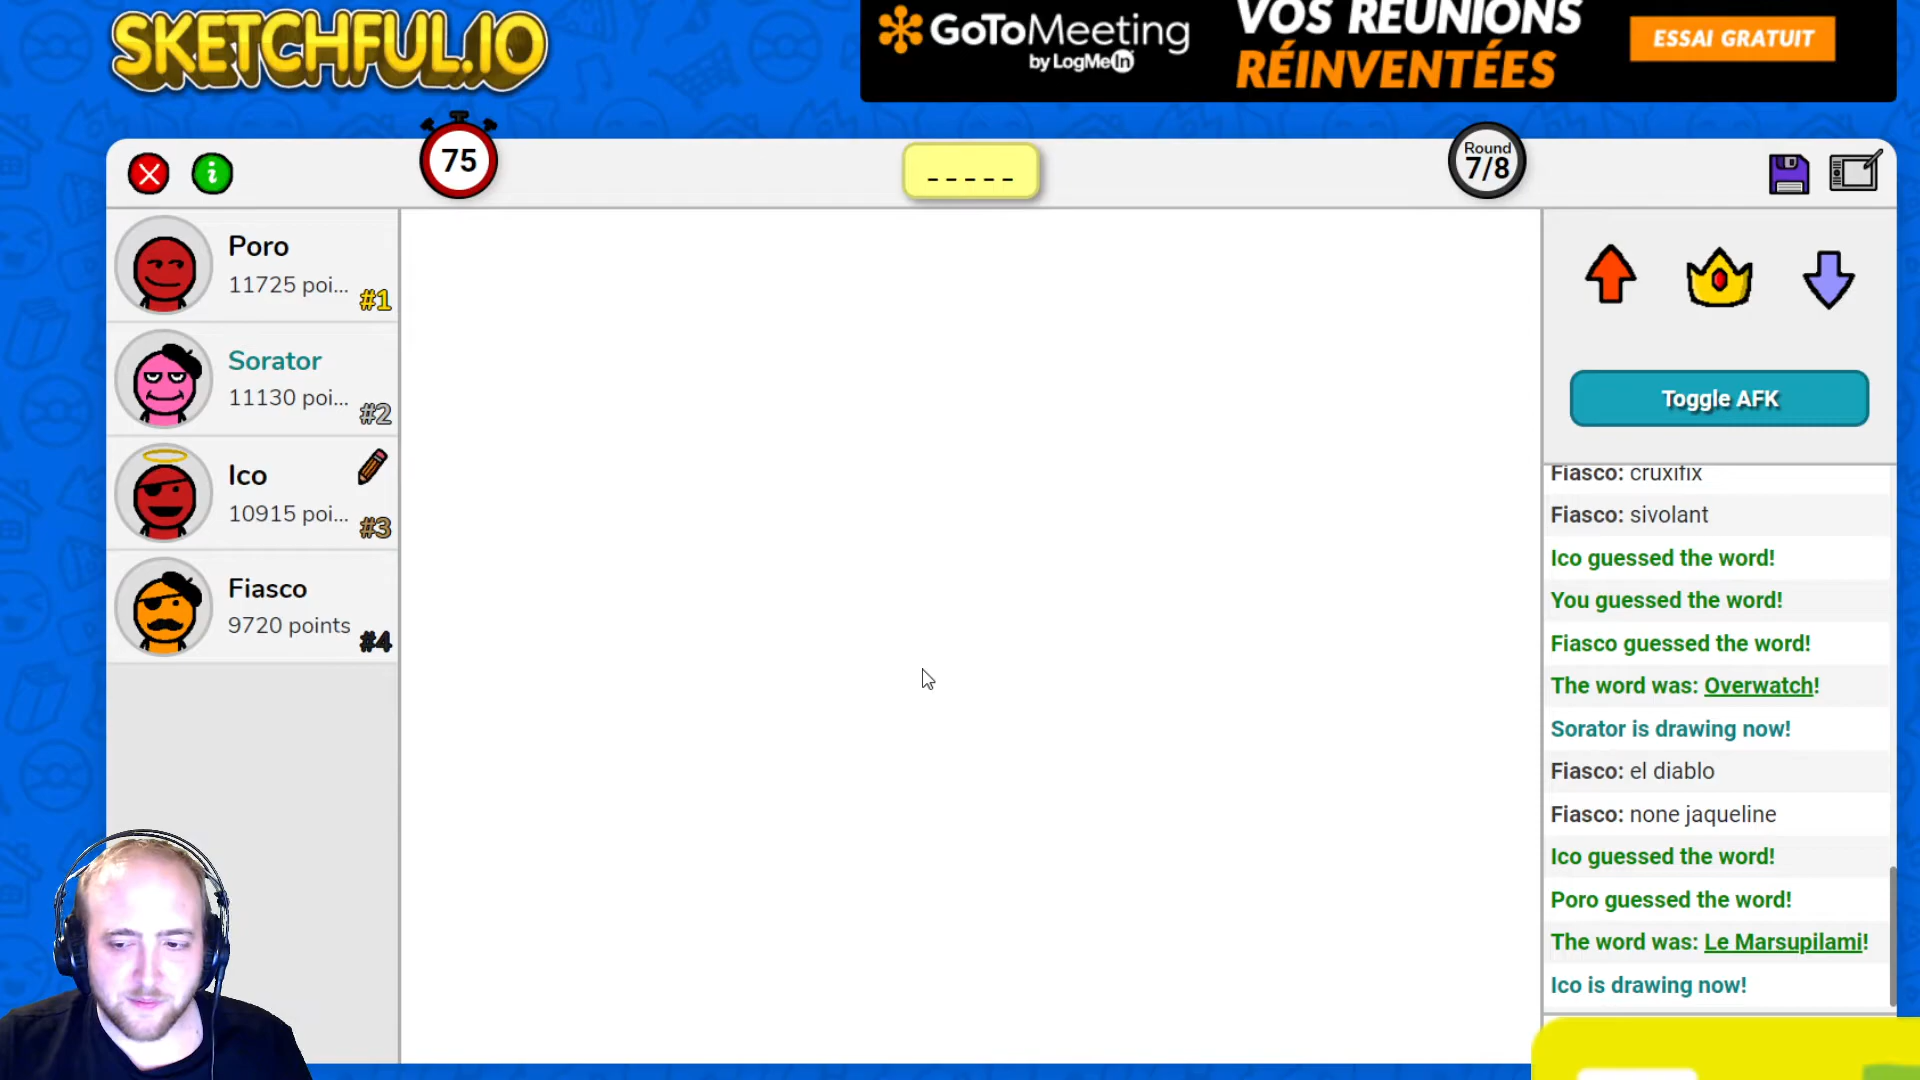 SKETCHFUL.IO
GoToMeeting
by LogMeIn
VOS RÉUNIONS
RÉINVENTÉES
ESSAI GRATUIT
75
_ _ _ _ _
Round
7/8
Poro
11725 poi...
#1
Sorator
11130 poi...
#2
Ico
10915 poi...
#3
Fiasco
9720 points
#4
Toggle AFK
Fiasco: cruxifix
Fiasco: sivolant
Ico guessed the word!
You guessed the word!
Fiasco guessed the word!
The word was: Overwatch!
Sorator is drawing now!
Fiasco: el diablo
Fiasco: none jaqueline
Ico guessed the word!
Poro guessed the word!
The word was: Le Marsupilami!
Ico is drawing now!